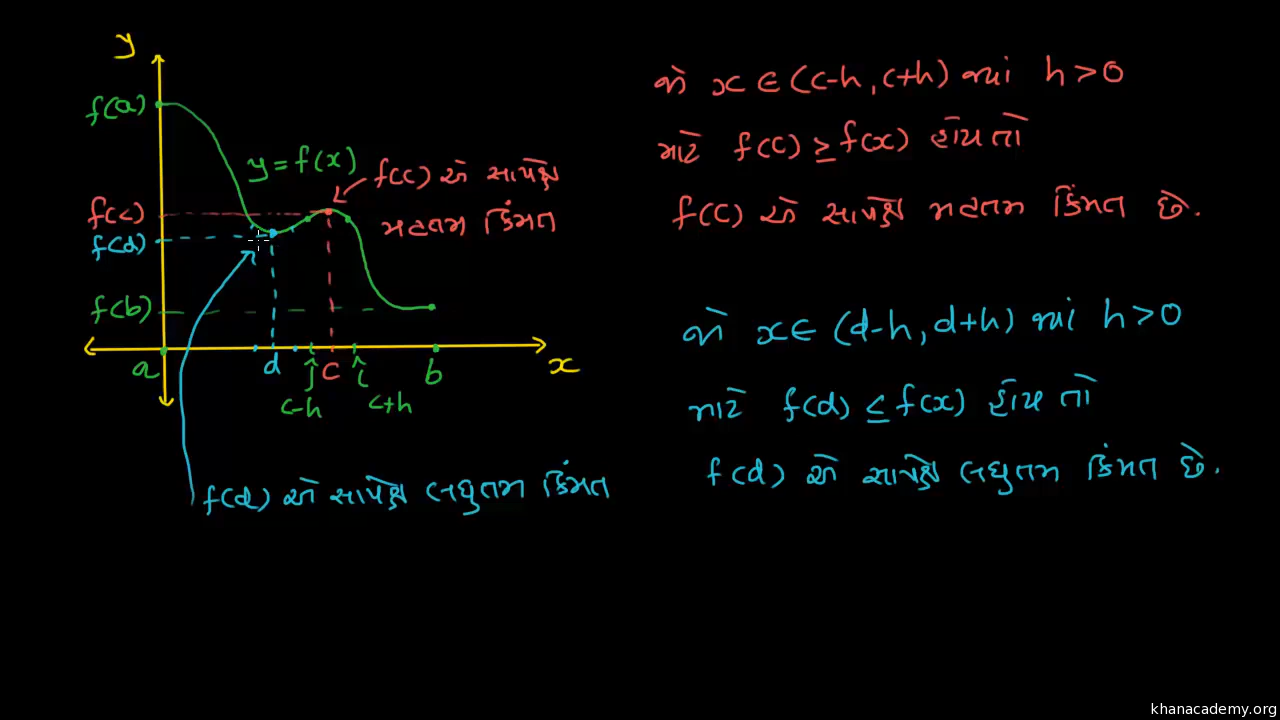 y
f(a)
y = f(x)
f(c) એ સાપેક્ષ
મહત્તમ કિંમત
f(c)
f(d)
f(b)
a d c b x
c-h c+h
f(d) એ સાપેક્ષ લઘુતમ કિંમત
જો x ∈ (c-h, c+h) જ્યાં h > 0
માટે f(c) ≥ f(x) હોય તો
f(c) એ સાપેક્ષ મહત્તમ કિંમત છે.
જો x ∈ (d-h, d+h) જ્યાં h > 0
માટે f(d) ≤ f(x) હોય તો
f(d) એ સાપેક્ષ લઘુતમ કિંમત છે.
khanacademy.org